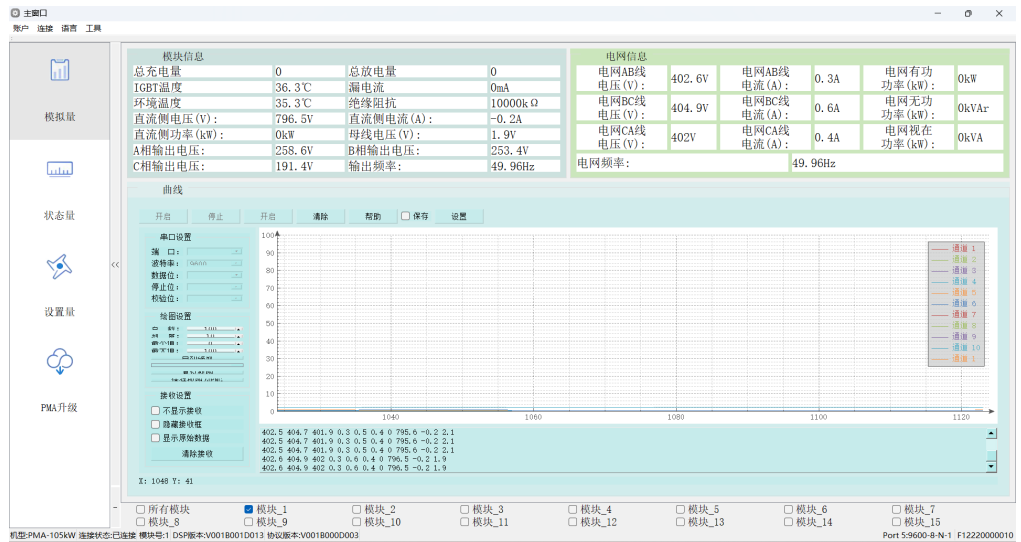 主窗口
账户 连接 语言 工具
模拟量
状态量
设置量
PMA升级
<<
模块信息
总充电量 0 总放电量 0
IGBT温度 36.3℃ 漏电流 0mA
环境温度 35.3℃ 绝缘阻抗 10000kΩ
直流侧电压(V): 796.5V 直流侧电流(A): -0.2A
直流侧功率(kW): 0kW 母线电压(V): 1.9V
A相输出电压: 258.6V B相输出电压: 253.4V
C相输出电压: 191.4V 输出频率: 49.96Hz
电网信息
电网AB线电压(V): 402.6V 电网AB线电流(A): 0.3A 电网有功功率(kW): 0kW
电网BC线电压(V): 404.9V 电网BC线电流(A): 0.6A 电网无功功率(kW): 0kVAr
电网CA线电压(V): 402V 电网CA线电流(A): 0.4A 电网视在功率(kW): 0kVA
电网频率: 49.96Hz
曲线
开启 停止 开启 清除 帮助 保存 设置
串口设置
端 口:
波特率: 9600
数据位:
停止位:
校验位:
绘图设置
接收设置
不显示接收
隐藏接收框
显示原始数据
清除接收
100
90
80
70
60
50
40
30
20
10
0
1040 1060 1080 1100 1120
通道 1
通道 2
通道 3
通道 4
通道 5
通道 6
通道 7
通道 8
通道 9
通道 10
通道 1
402.5 404.7 401.9 0.3 0.5 0.4 0 795.6 -0.2 2.1
402.5 404.7 401.9 0.3 0.5 0.4 0 795.6 -0.2 2.1
402.5 404.7 401.9 0.3 0.5 0.4 0 795.6 -0.2 2.1
402.6 404.9 402 0.3 0.6 0.4 0 796.5 -0.2 1.9
402.6 404.9 402 0.3 0.6 0.4 0 796.5 -0.2 1.9
X: 1048 Y: 41
所有模块 模块_1 模块_2 模块_3 模块_4 模块_5 模块_6 模块_7
模块_8 模块_9 模块_10 模块_11 模块_12 模块_13 模块_14 模块_15
机型:PMA-105kW 连接状态:已连接 模块号:1 DSP版本:V001B001D013 协议版本:V001B000D003 Port 5:9600-8-N-1 F12220000010